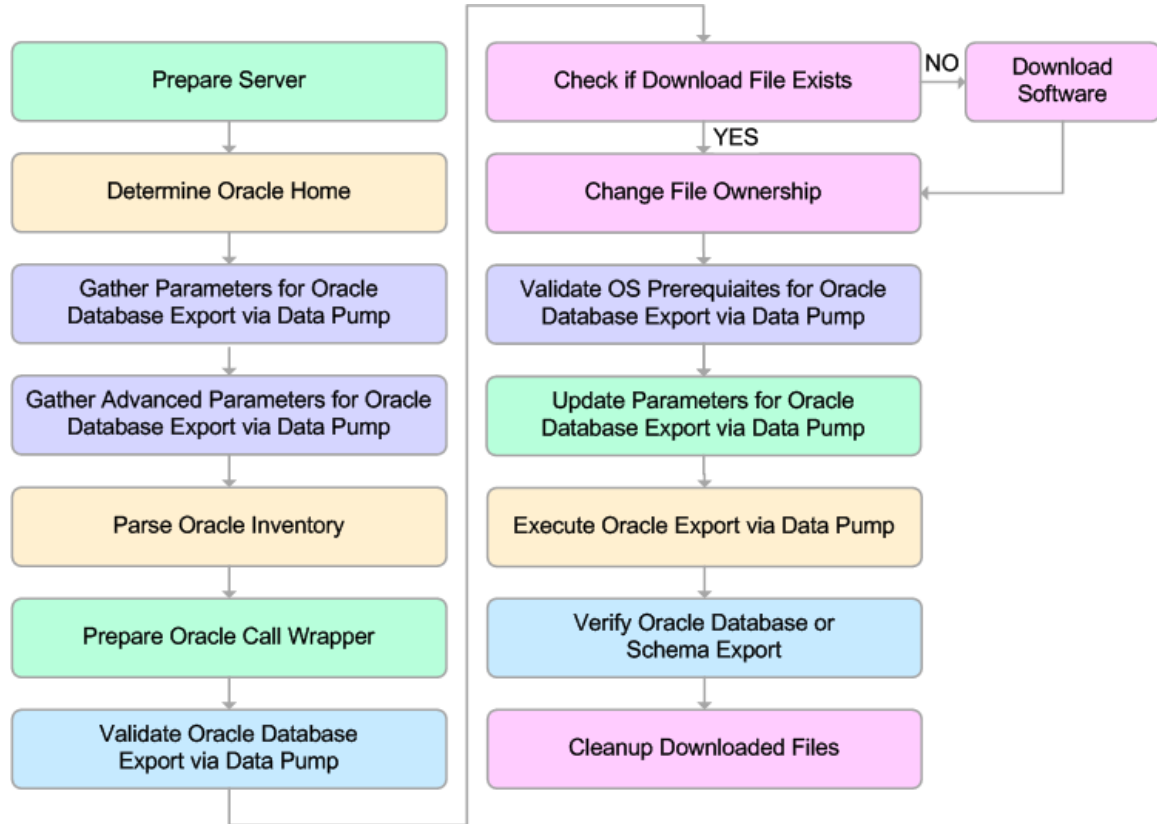 Prepare Server
Determine Oracle Home
Gather Parameters for Oracle
Database Export via Data Pump
Gather Advanced Parameters for Oracle
Database Export via Data Pump
Parse Oracle Inventory
Prepare Oracle Call Wrapper
Validate Oracle Database
Export via Data Pump
Check if Download File Exists
NO
Download
Software
YES
Change File Ownership
Validate OS Prerequiaites for Oracle
Database Export via Data Pump
Update Parameters for Oracle
Database Export via Data Pump
Execute Oracle Export via Data Pump
Verify Oracle Database or
Schema Export
Cleanup Downloaded Files